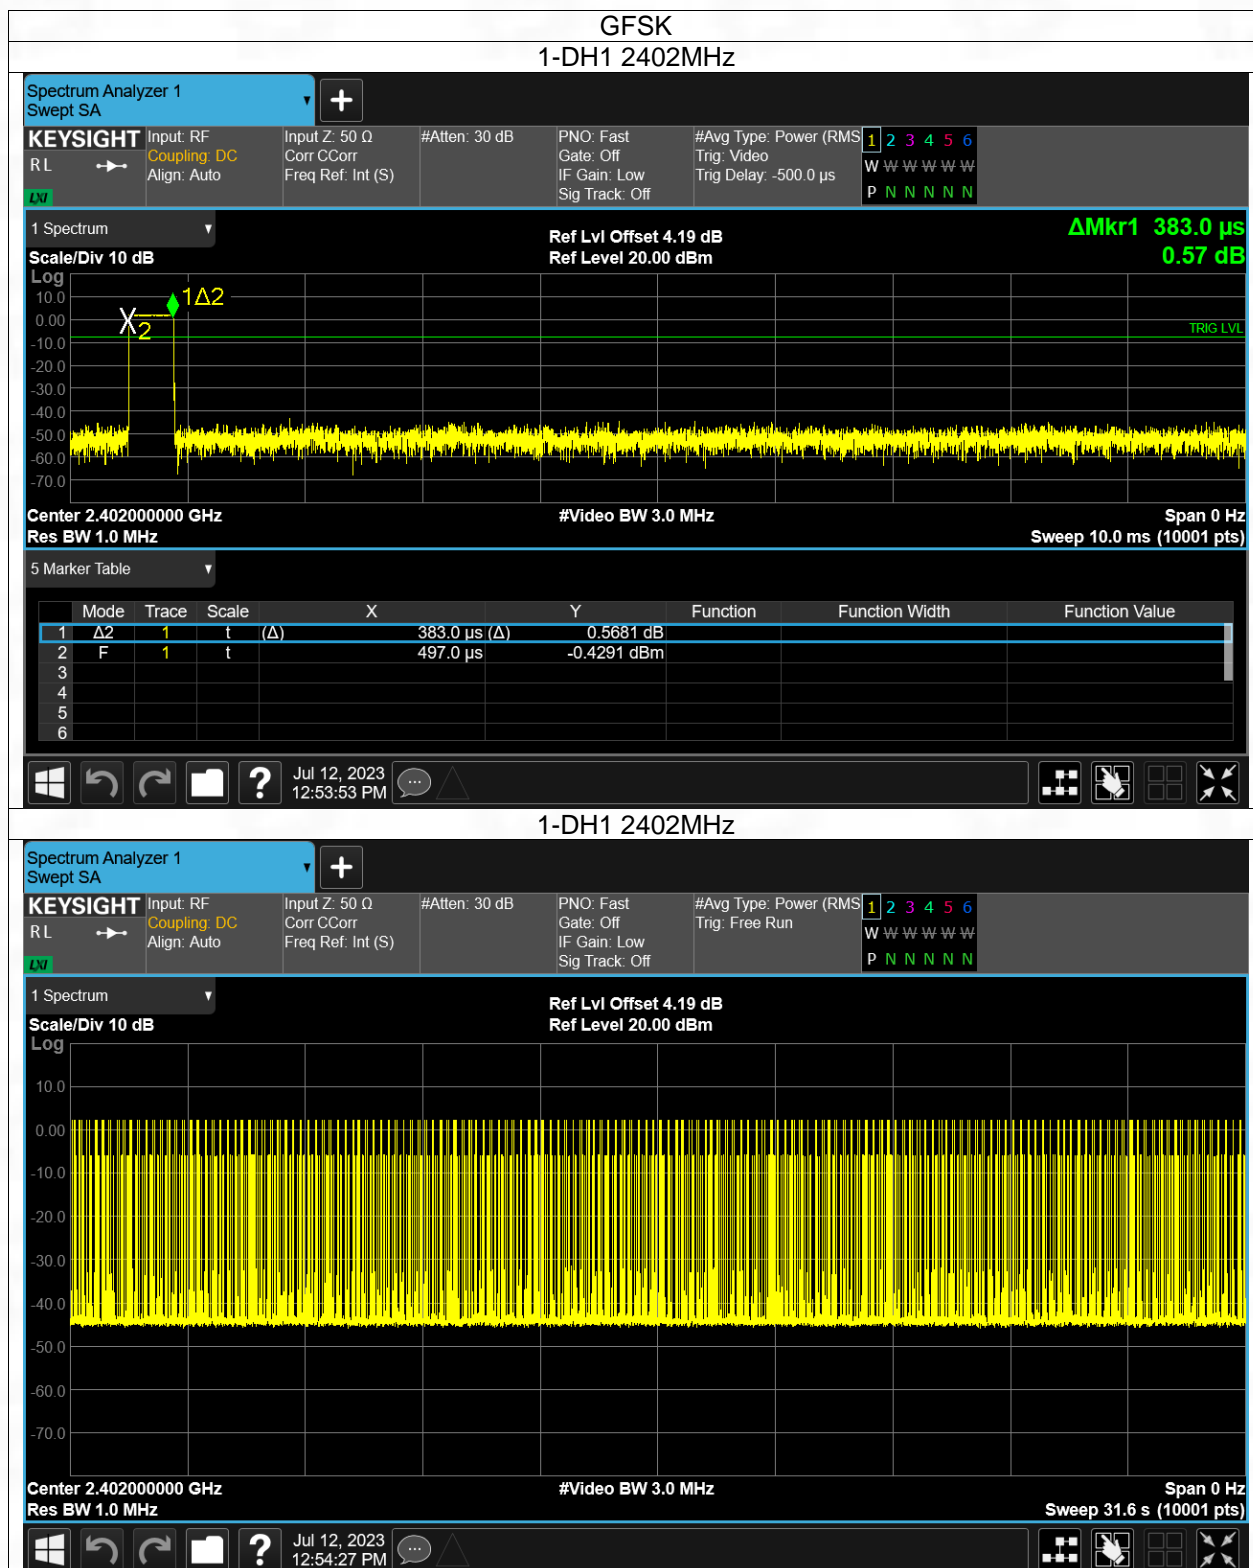 GFSK
1-DH1 2402MHz
Spectrum Analyzer 1
Swept SA
KEYSIGHT Input: RF Input Z: 50 Ω #Atten: 30 dB PNO: Fast #Avg Type: Power (RMS 1 2 3 4 5 6
RL Coupling: DC Corr CCorr Gate: Off Trig: Video W W W W W W
Align: Auto Freq Ref: Int (S) IF Gain: Low Trig Delay: -500.0 µs
LXI Sig Track: Off P N N N N N
1 Spectrum
Ref Lvl Offset 4.19 dB ΔMkr1 383.0 µs
Scale/Div 10 dB Ref Level 20.00 dBm 0.57 dB
Log
10.0 1Δ2
0.00 X2
TRIG LVL
-10.0
-20.0
-30.0
-40.0
-50.0
-60.0
-70.0
Center 2.402000000 GHz #Video BW 3.0 MHz Span 0 Hz
Res BW 1.0 MHz Sweep 10.0 ms (10001 pts)
5 Marker Table
Mode Trace Scale X Y Function Function Width Function Value
1 Δ2 1 t (Δ) 383.0 µs (Δ) 0.5681 dB
2 F 1 t 497.0 µs -0.4291 dBm
3
4
5
6
? Jul 12, 2023
12:53:53 PM
1-DH1 2402MHz
Spectrum Analyzer 1
Swept SA
KEYSIGHT Input: RF Input Z: 50 Ω #Atten: 30 dB PNO: Fast #Avg Type: Power (RMS 1 2 3 4 5 6
RL Coupling: DC Corr CCorr Gate: Off Trig: Free Run W W W W W W
Align: Auto Freq Ref: Int (S) IF Gain: Low
LXI Sig Track: Off P N N N N N
1 Spectrum
Ref Lvl Offset 4.19 dB
Scale/Div 10 dB Ref Level 20.00 dBm
Log
10.0
0.00
-10.0
-20.0
-30.0
-40.0
-50.0
-60.0
-70.0
Center 2.402000000 GHz #Video BW 3.0 MHz Span 0 Hz
Res BW 1.0 MHz Sweep 31.6 s (10001 pts)
? Jul 12, 2023
12:54:27 PM